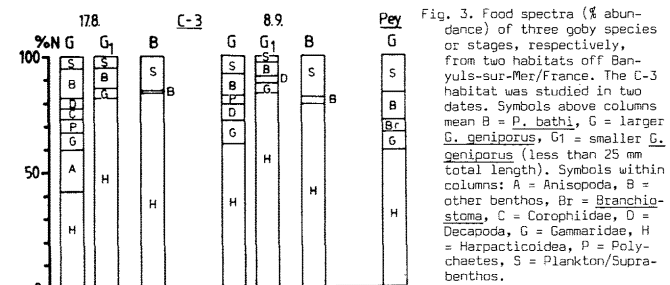 17.8. C-3 8.9. Pey
%N G G1 B G G1 B G
100
50
0
S B D C P G A H
S B G H
S B H
S B P D G H
S B D G H
S B H
S B Br G H
Fig. 3. Food spectra (% abun-
dance) of three goby species
or stages, respectively,
from two habitats off Ban-
yuls-sur-Mer/France. The C-3
habitat was studied in two
dates. Symbols above columns
mean B = P. bathi, G = larger
G. geniporus, G1 = smaller G.
geniporus (less than 25 mm
total length). Symbols within
columns: A = Anisopoda, B =
other benthos, Br = Branchio-
stoma, C = Corophiidae, D =
Decapoda, G = Gammaridae, H
= Harpacticoidea, P = Poly-
chaetes, S = Plankton/Supra-
benthos.